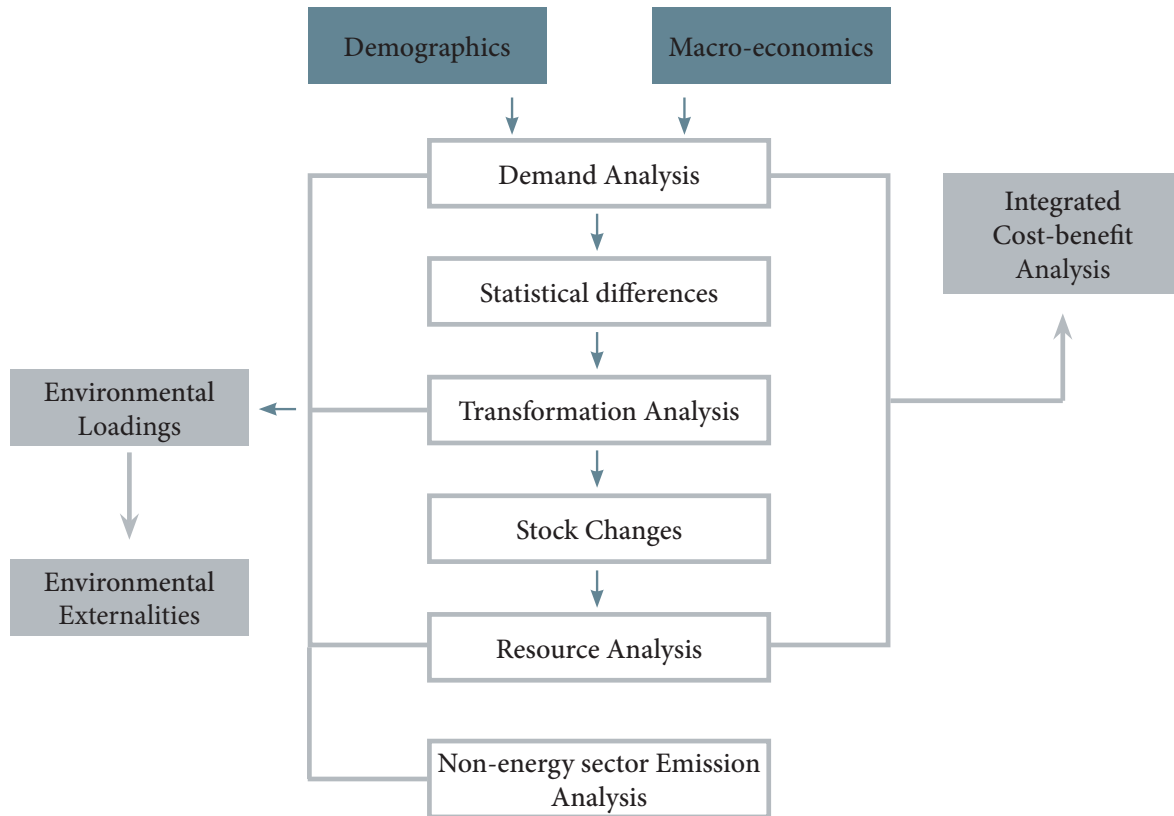 Demographics
Macro-economics
Demand Analysis
Integrated
Cost-benefit
Analysis
Statistical differences
Environmental
Loadings
Transformation Analysis
Stock Changes
Environmental
Externalities
Resource Analysis
Non-energy sector Emission
Analysis